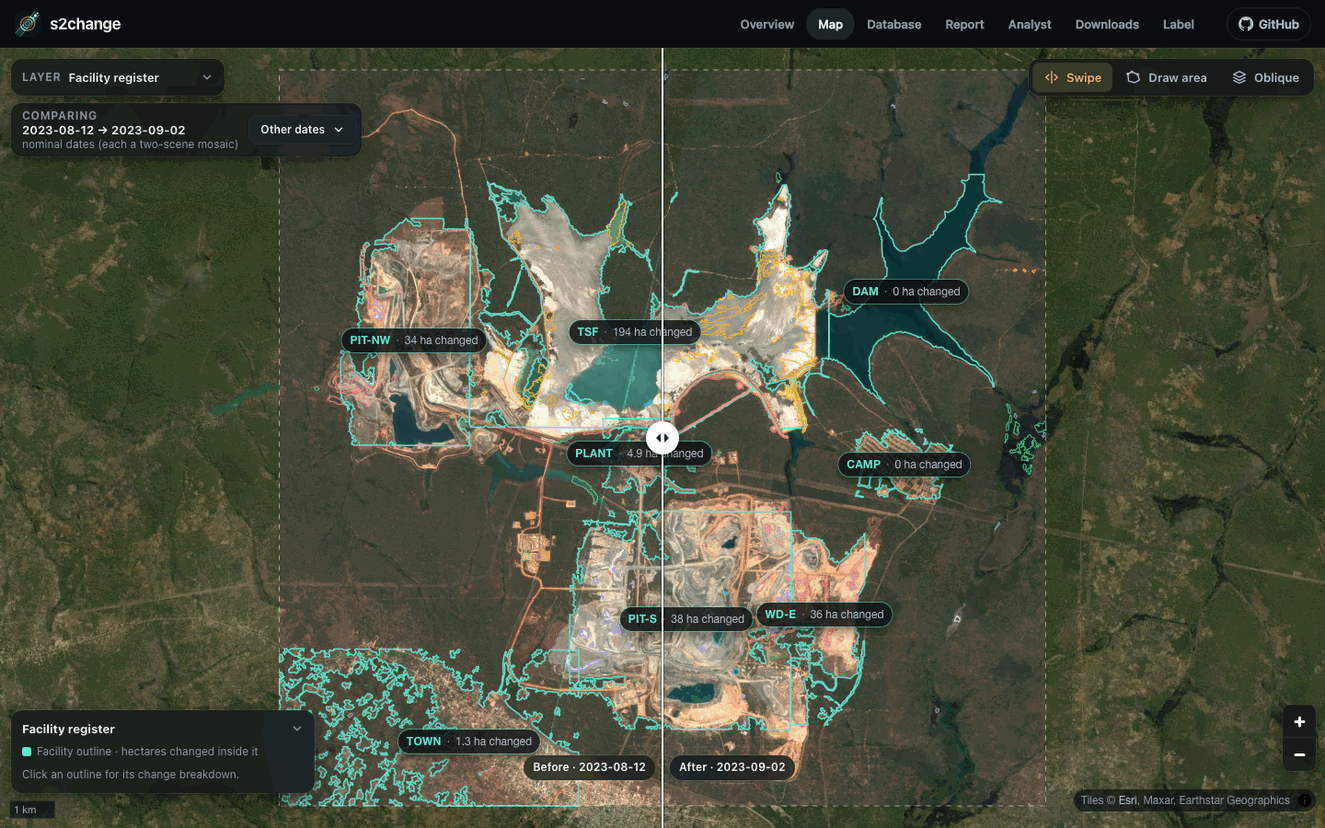 s2change
Overview Map Database Report Analyst Downloads Label GitHub
LAYER Facility register
Swipe Draw area Oblique
COMPARING
2023-08-12 → 2023-09-02
nominal dates (each a two-scene mosaic)
Other dates
DAM · 0 ha changed
TSF · 194 ha changed
PIT-NW · 34 ha changed
PLANT · 4.9 ha changed
CAMP · 0 ha changed
PIT-S · 38 ha changed
WD-E · 36 ha changed
TOWN · 1.3 ha changed
Before · 2023-08-12
After · 2023-09-02
Facility register
Facility outline · hectares changed inside it
Click an outline for its change breakdown.
1 km
+
−
Tiles © Esri, Maxar, Earthstar Geographics